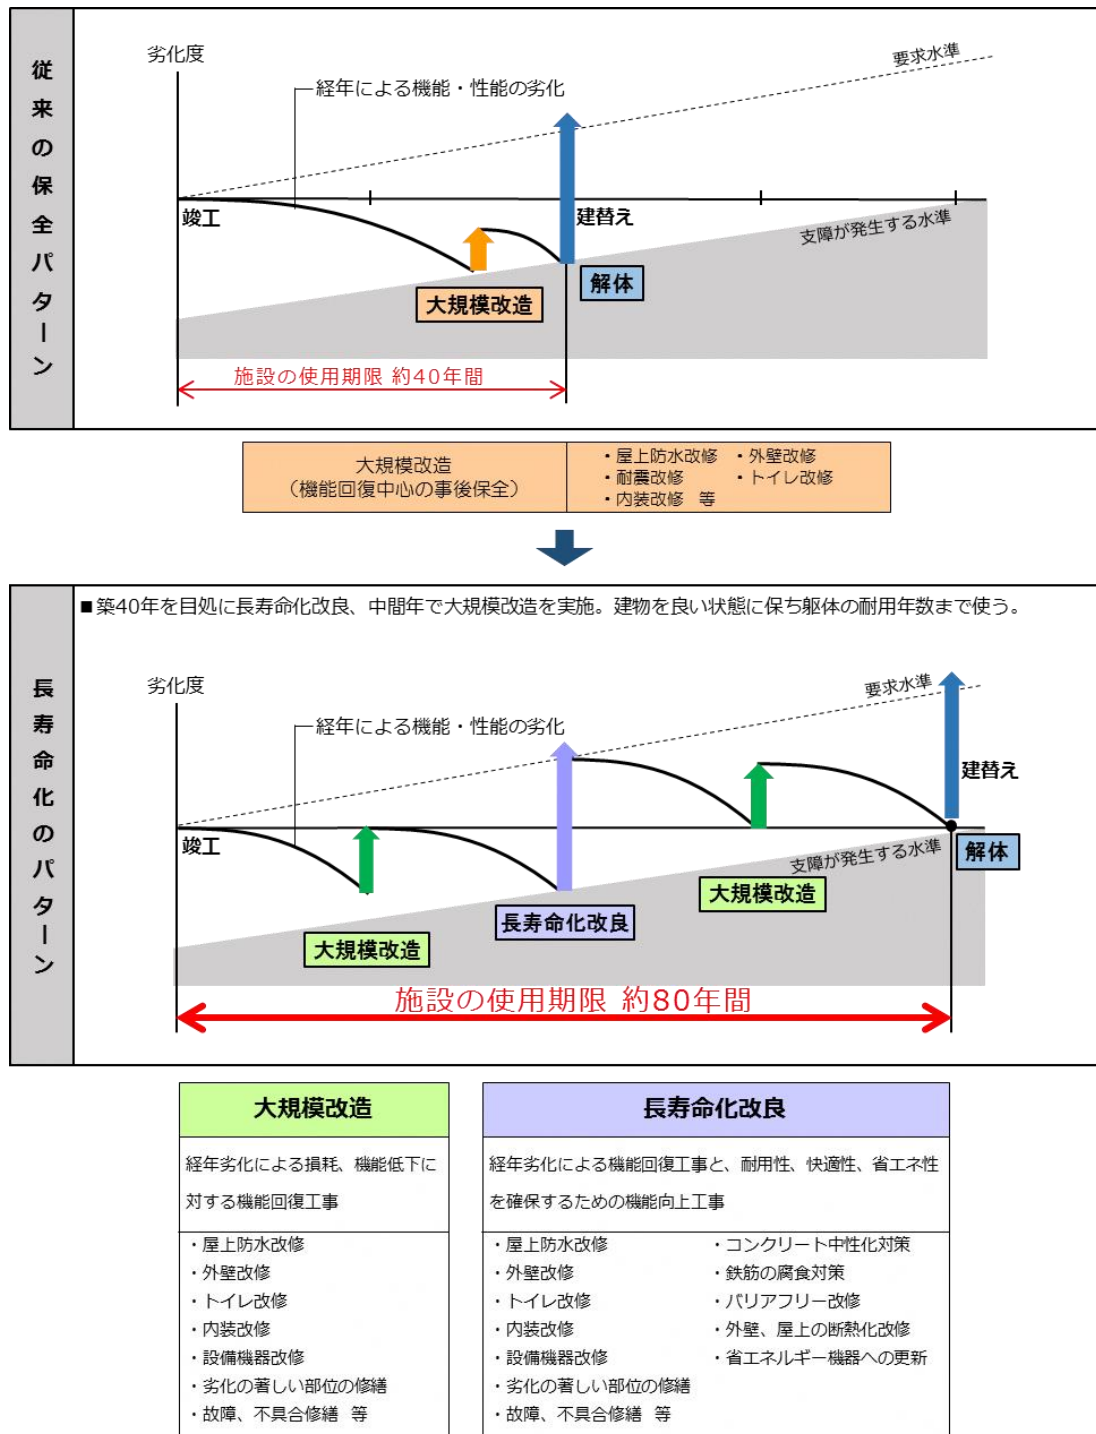 従来の保全パターン
劣化度
要求水準
経年による機能・性能の劣化
竣工
建替え
支障が発生する水準
解体
大規模改造
施設の使用期限 約40年間
大規模改造
(機能回復中心の事後保全)
・屋上防水改修 ・外壁改修
・耐震改修 ・トイレ改修
・内装改修 等
長寿命化のパターン
■築40年を目処に長寿命化改良、中間年で大規模改造を実施。建物を良い状態に保ち躯体の耐用年数まで使う。
劣化度
要求水準
経年による機能・性能の劣化
建替え
竣工
支障が発生する水準
解体
大規模改造
長寿命化改良
大規模改造
施設の使用期限 約80年間
大規模改造
経年劣化による損耗、機能低下に
対する機能回復工事
・屋上防水改修
・外壁改修
・トイレ改修
・内装改修
・設備機器改修
・劣化の著しい部位の修繕
・故障、不具合修繕 等
長寿命化改良
経年劣化による機能回復工事と、耐用性、快適性、省エネ性
を確保するための機能向上工事
・屋上防水改修
・外壁改修
・トイレ改修
・内装改修
・設備機器改修
・劣化の著しい部位の修繕
・故障、不具合修繕 等
・コンクリート中性化対策
・鉄筋の腐食対策
・バリアフリー改修
・外壁、屋上の断熱化改修
・省エネルギー機器への更新